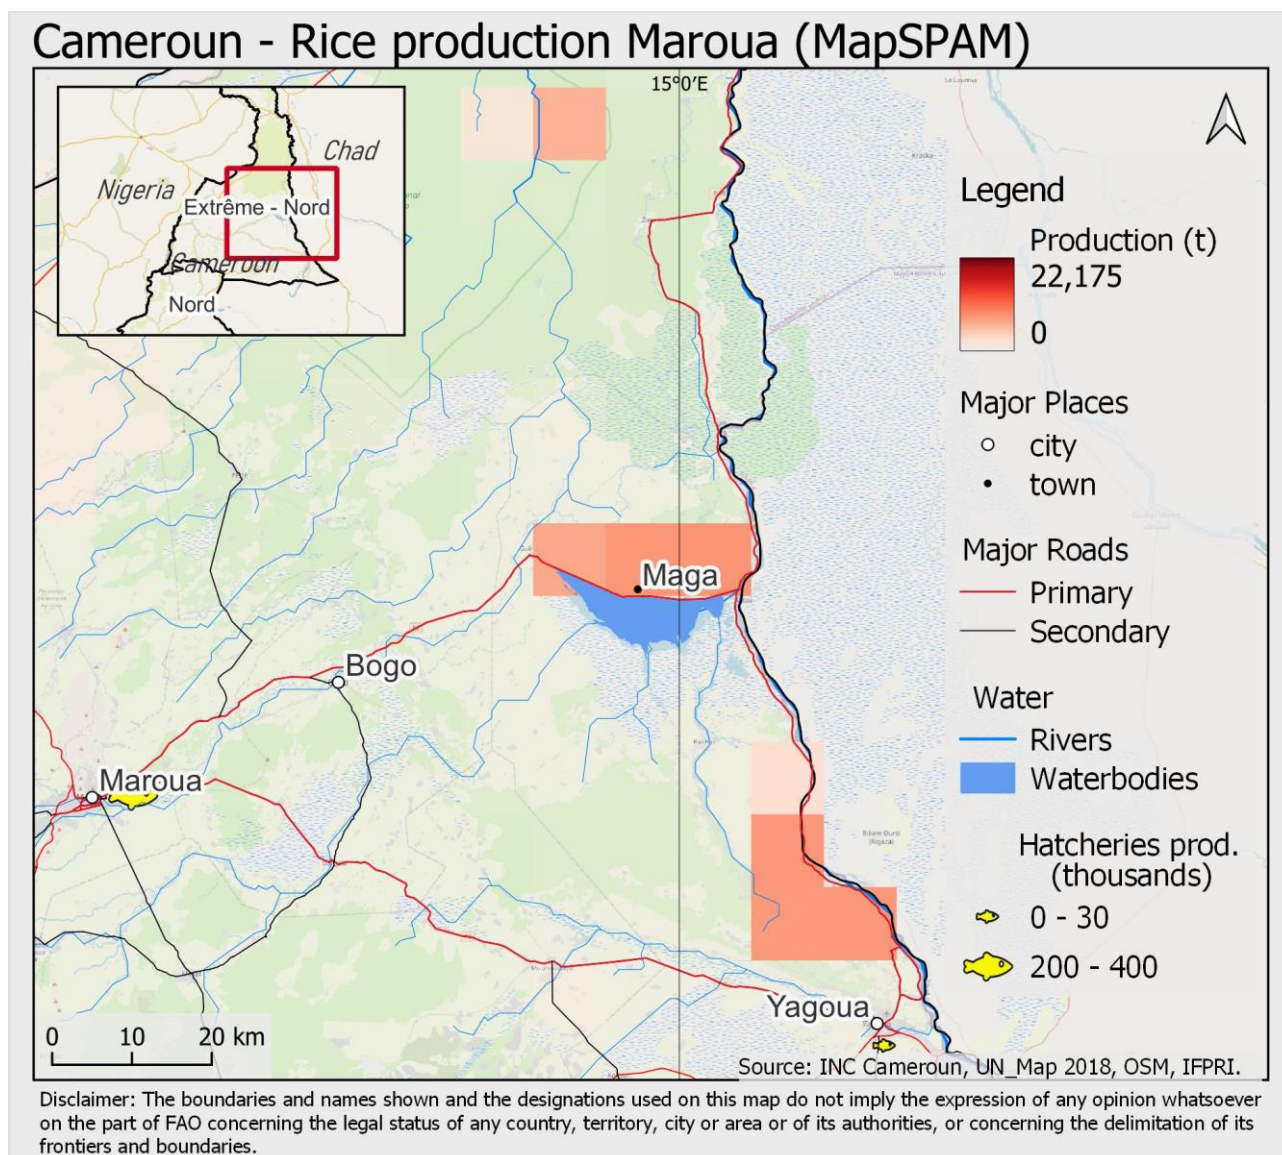 Cameroun - Rice production Maroua (MapSPAM)
15°0′E
Chad
Nigeria
Extrême - Nord
Cameroon
Nord
Legend
Production (t)
22,175
0
Major Places
city
town
Major Roads
Primary
Secondary
Water
Rivers
Waterbodies
Hatcheries prod.
(thousands)
0 - 30
200 - 400
Maga
Bogo
Maroua
Yagoua
0 10 20 km
Source: INC Cameroun, UN_Map 2018, OSM, IFPRI.
Disclaimer: The boundaries and names shown and the designations used on this map do not imply the expression of any opinion whatsoever
on the part of FAO concerning the legal status of any country, territory, city or area or of its authorities, or concerning the delimitation of its
frontiers and boundaries.